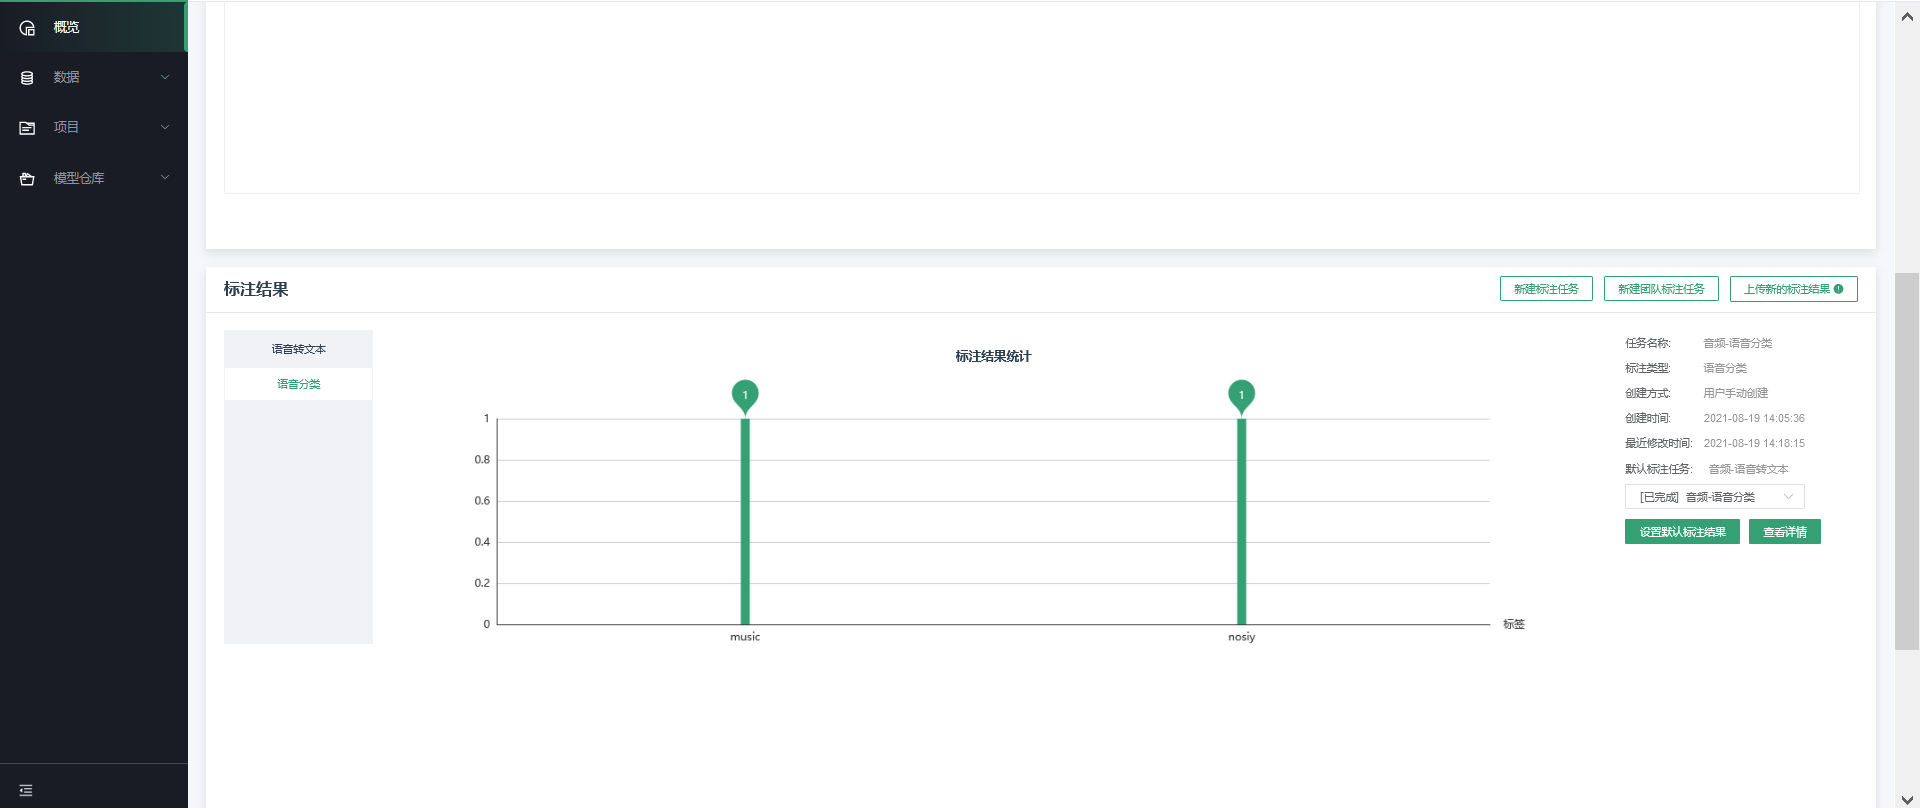 概览
数据
项目
模型仓库
标注结果
新建标注任务
新建团队标注任务
上传新的标注结果
语音转文本
语音分类
标注结果统计
1
1
1
0.8
0.6
0.4
0.2
0
music
nosiy
标签
任务名称: 音频-语音分类
标注类型: 语音分类
创建方式: 用户手动创建
创建时间: 2021-08-19 14:05:36
最近修改时间: 2021-08-19 14:18:15
默认标注任务: 音频-语音转文本
[已完成] 音频-语音分类
设置默认标注结果
查看详情